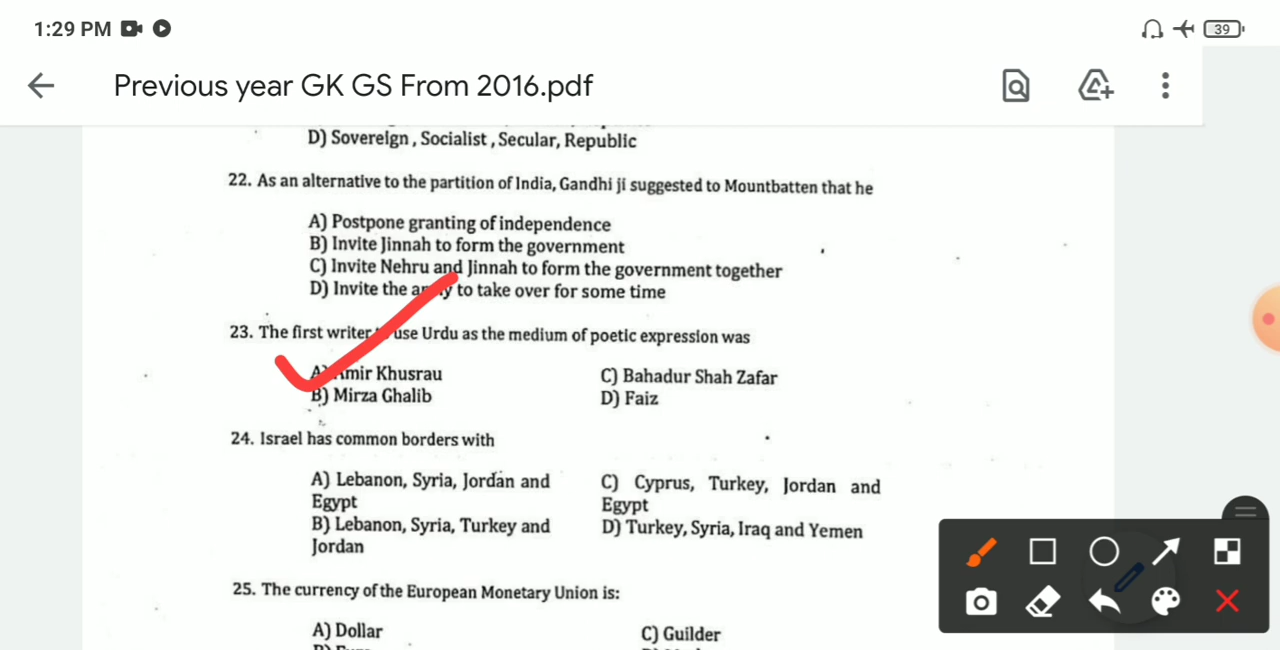 1:29 PM
39
Previous year GK GS From 2016.pdf
D) Sovereign, Socialist, Secular, Republic
22. As an alternative to the partition of India, Gandhi ji suggested to Mountbatten that he
A) Postpone granting of independence
B) Invite Jinnah to form the government
C) Invite Nehru and Jinnah to form the government together
D) Invite the army to take over for some time
23. The first writer to use Urdu as the medium of poetic expression was
A) Amir Khusrau
B) Mirza Ghalib
C) Bahadur Shah Zafar
D) Faiz
24. Israel has common borders with
A) Lebanon, Syria, Jordan and
Egypt
B) Lebanon, Syria, Turkey and
Jordan
C) Cyprus, Turkey, Jordan and
Egypt
D) Turkey, Syria, Iraq and Yemen
25. The currency of the European Monetary Union is:
A) Dollar
C) Guilder